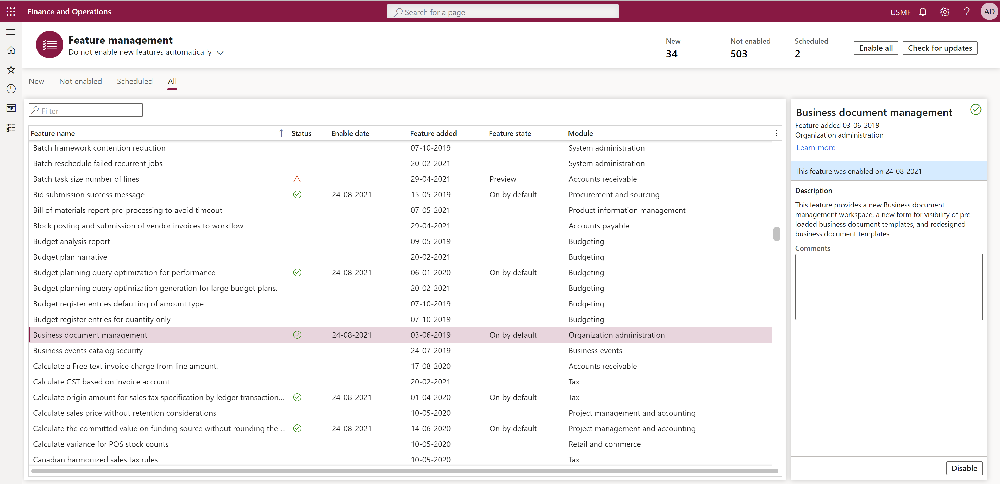 Finance and Operations
Search for a page
USMF
AD
Feature management
Do not enable new features automatically
New
34
Not enabled
503
Scheduled
2
Enable all
Check for updates
New
Not enabled
Scheduled
All
Filter
Feature name Status Enable date Feature added Feature state Module
Batch framework contention reduction 07-10-2019 System administration
Batch reschedule failed recurrent jobs 20-02-2021 System administration
Batch task size number of lines 29-04-2021 Preview Accounts receivable
Bid submission success message 24-08-2021 15-05-2019 On by default Procurement and sourcing
Bill of materials report pre-processing to avoid timeout 07-05-2021 Product information management
Block posting and submission of vendor invoices to workflow 29-04-2021 Accounts payable
Budget analysis report 09-05-2019 Budgeting
Budget plan narrative 20-02-2021 Budgeting
Budget planning query optimization for performance 24-08-2021 06-01-2020 On by default Budgeting
Budget planning query optimization generation for large budget plans. 20-02-2021 Budgeting
Budget register entries defaulting of amount type 07-10-2019 Budgeting
Budget register entries for quantity only 07-10-2019 Budgeting
Business document management 24-08-2021 03-06-2019 On by default Organization administration
Business events catalog security 24-07-2019 Business events
Calculate a Free text invoice charge from line amount. 17-08-2020 Accounts receivable
Calculate GST based on invoice account 20-02-2021 Tax
Calculate origin amount for sales tax specification by ledger transaction... 24-08-2021 01-04-2020 On by default Tax
Calculate sales price without retention considerations 10-05-2020 Project management and accounting
Calculate the committed value on funding source without rounding the ... 24-08-2021 14-06-2020 On by default Project management and accounting
Calculate variance for POS stock counts 10-05-2020 Retail and commerce
Canadian harmonized sales tax rules 10-05-2020 Tax
Business document management
Feature added 03-06-2019
Organization administration
Learn more
This feature was enabled on 24-08-2021
Description
This feature provides a new Business document
management workspace, a new form for visibility of pre-
loaded business document templates, and redesigned
business document templates.
Comments
Disable